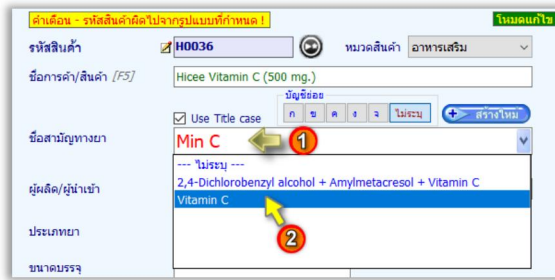 คำเตือน - รหัสสินค้าผิดไปจากรูปแบบที่กำหนด !
โหมดแก้ไข
รหัสสินค้า H0036 หมวดสินค้า อาหารเสริม
ชื่อการค้า/สินค้า [F5] Hicee Vitamin C (500 mg.)
บัญชีย่อย
Use Title case ก ข ค ง จ ไม่ระบุ สร้างใหม่
ชื่อสามัญทางยา Min C 1
--- ไม่ระบุ ---
ผู้ผลิต/ผู้นำเข้า 2,4-Dichlorobenzyl alcohol + Amylmetacresol + Vitamin C
Vitamin C
ประเภทยา 2
ขนาดบรรจุ